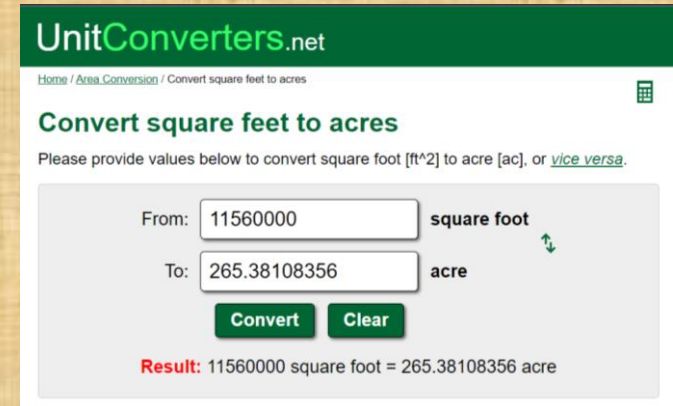 UnitConverters.net
Home / Area Conversion / Convert square feet to acres
Convert square feet to acres
Please provide values below to convert square foot [ft^2] to acre [ac], or vice versa.
From: 11560000 square foot
To: 265.38108356 acre
Convert Clear
Result: 11560000 square foot = 265.38108356 acre